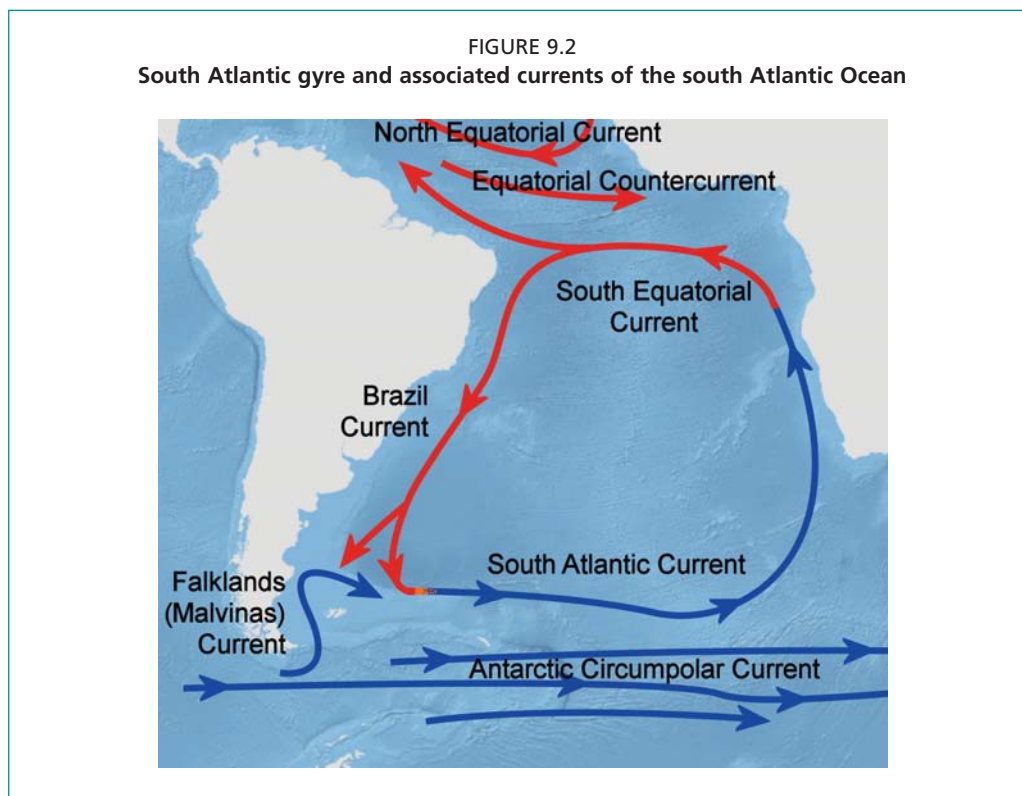 FIGURE 9.2
South Atlantic gyre and associated currents of the south Atlantic Ocean
North Equatorial Current
Equatorial Countercurrent
South Equatorial
Current
Brazil
Current
South Atlantic Current
Falklands
(Malvinas)
Current
Antarctic Circumpolar Current